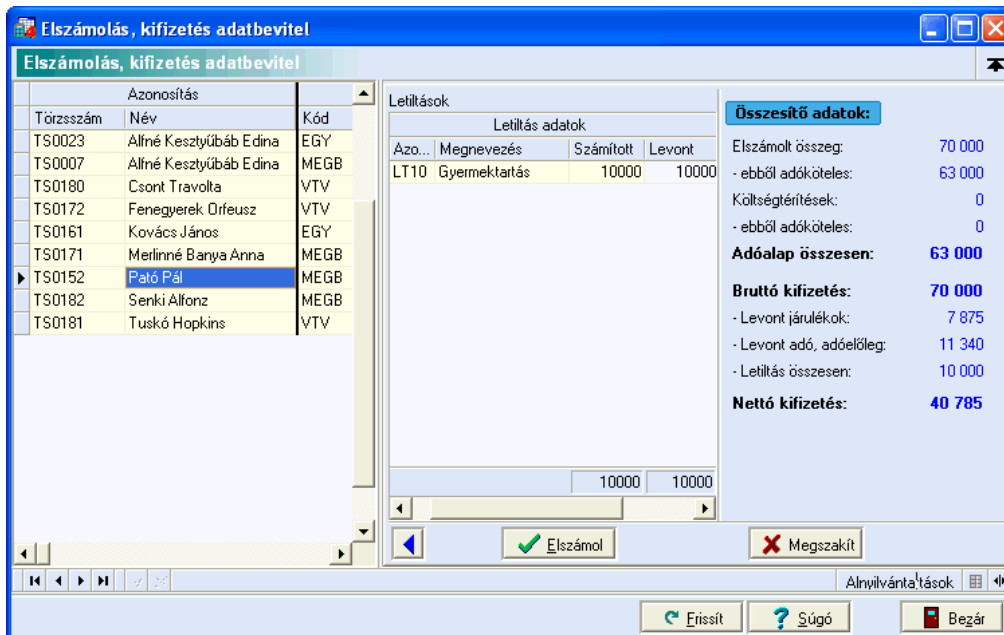 Elszámolás, kifizetés adatbevitel
Elszámolás, kifizetés adatbevitel
Azonosítás
Törzsszám Név Kód
TS0023 Alfné Kesztyűbáb Edina EGY
TS0007 Alfné Kesztyűbáb Edina MEGB
TS0180 Csont Travolta VTV
TS0172 Fenegyerek Orfeusz VTV
TS0161 Kovács János EGY
TS0171 Merlinné Banya Anna MEGB
TS0152 Pató Pál MEGB
TS0182 Senki Alfonz MEGB
TS0181 Tuskó Hopkins VTV
Letiltások
Letiltás adatok
Azo... Megnevezés Számított Levont
LT10 Gyermektartás 10000 10000
10000 10000
Összesítő adatok:
Elszámolt összeg: 70 000
- ebből adóköteles: 63 000
Költségtérítések: 0
- ebből adóköteles: 0
Adóalap összesen: 63 000
Bruttó kifizetés: 70 000
- Levont járulékok: 7 875
- Levont adó, adóelőleg: 11 340
- Letiltás összesen: 10 000
Nettó kifizetés: 40 785
Elszámol Megszakít
Alnyilvántartások
Frissít Súgó Bezár